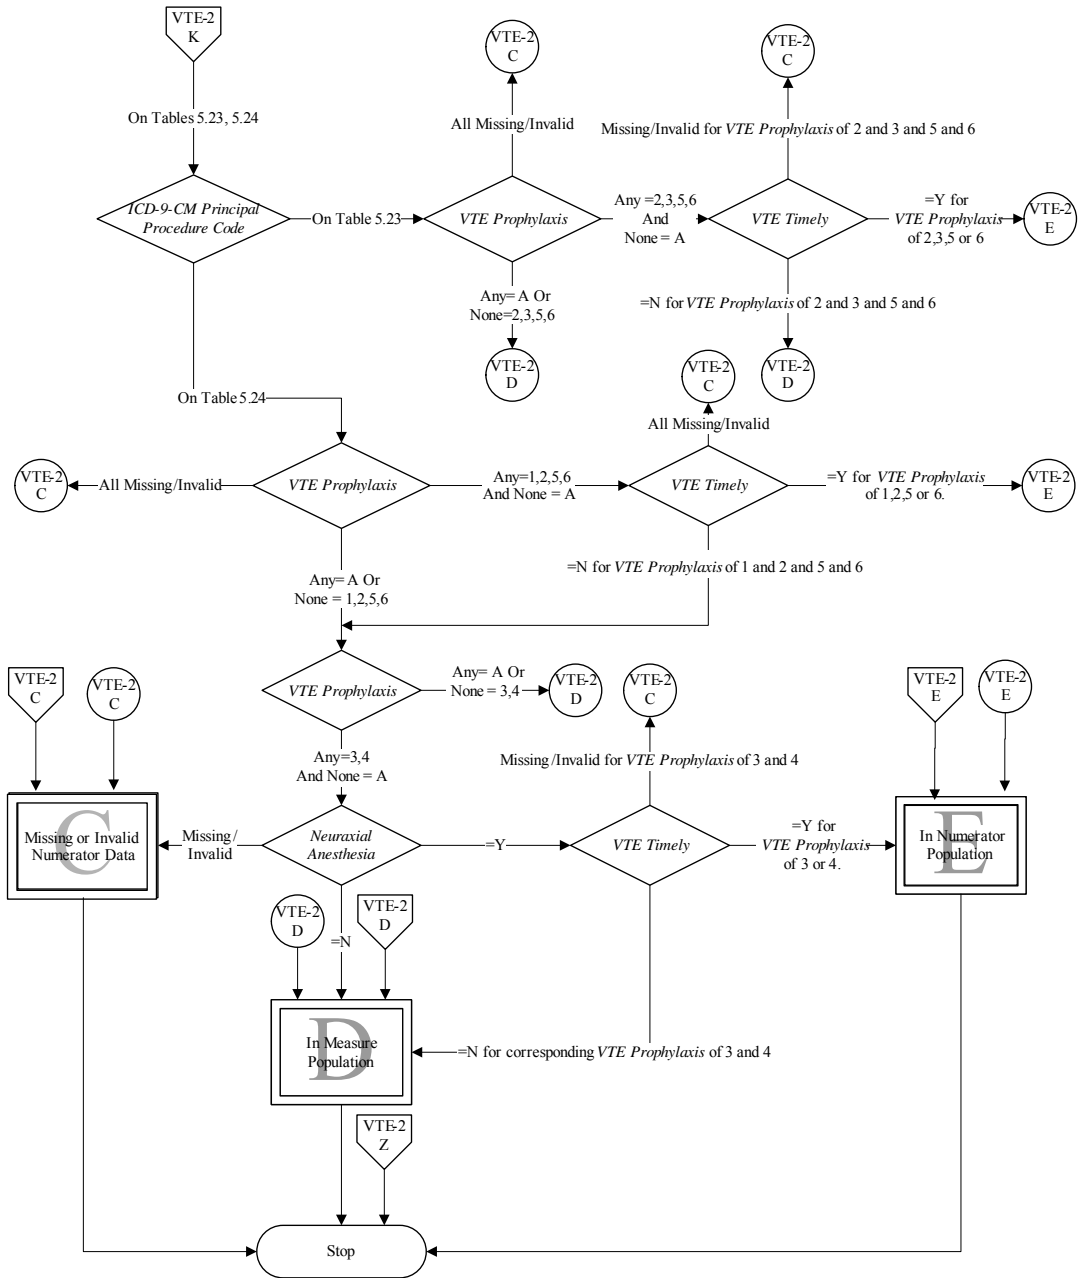 VTE-2
K
VTE-2
C
VTE-2
C
On Tables 5.23, 5.24
All Missing/Invalid
Missing/Invalid for VTE Prophylaxis of 2 and 3 and 5 and 6
ICD-9-CM Principal
Procedure Code
On Table 5.23
VTE Prophylaxis
Any =2,3,5,6
And
None = A
VTE Timely
=Y for
VTE Prophylaxis
of 2,3,5 or 6
VTE-2
E
Any= A Or
None=2,3,5,6
=N for VTE Prophylaxis of 2 and 3 and 5 and 6
VTE-2
D
VTE-2
C
VTE-2
D
On Table 5.24
All Missing/Invalid
VTE-2
C
All Missing/Invalid
VTE Prophylaxis
Any=1,2,5,6
And None = A
VTE Timely
=Y for VTE Prophylaxis
of 1,2,5 or 6.
VTE-2
E
=N for VTE Prophylaxis of 1 and 2 and 5 and 6
Any= A Or
None = 1,2,5,6
VTE-2
C
VTE-2
C
VTE Prophylaxis
Any= A Or
None = 3,4
VTE-2
D
VTE-2
C
VTE-2
E
VTE-2
E
Any=3,4
And None = A
Missing/Invalid for VTE Prophylaxis of 3 and 4
C
Missing or Invalid
Numerator Data
Missing/
Invalid
Neuraxial
Anesthesia
=Y
VTE Timely
=Y for
VTE Prophylaxis
of 3 or 4.
E
In Numerator
Population
VTE-2
D
=N
VTE-2
D
D
In Measure
Population
=N for corresponding VTE Prophylaxis of 3 and 4
VTE-2
Z
Stop